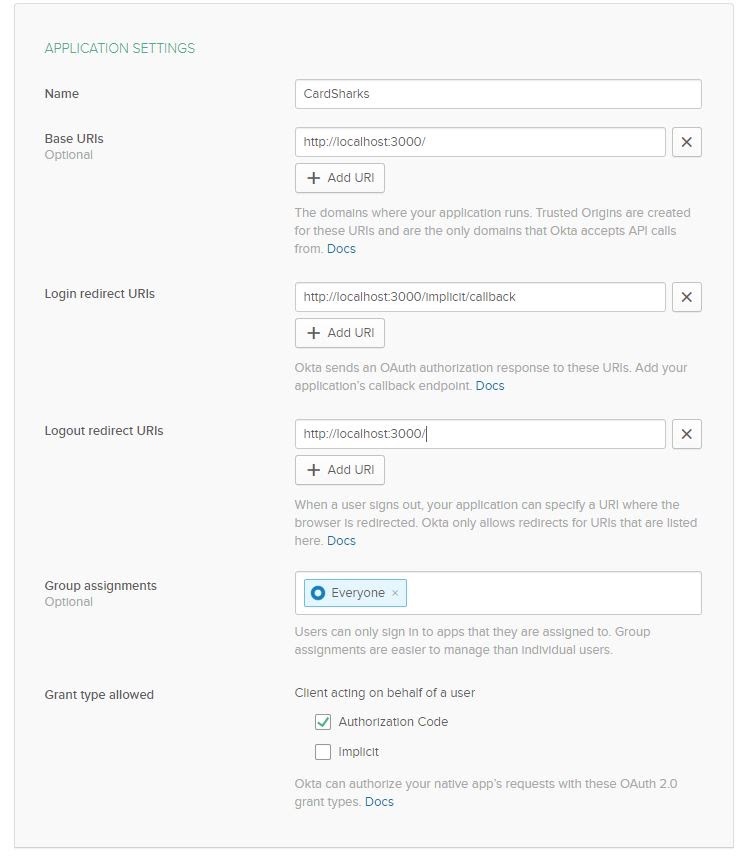 APPLICATION SETTINGS
Name
CardSharks
Base URIs
Optional
http://localhost:3000/
+ Add URI
The domains where your application runs. Trusted Origins are created
for these URIs and are the only domains that Okta accepts API calls
from. Docs
Login redirect URIs
http://localhost:3000/implicit/callback
+ Add URI
Okta sends an OAuth authorization response to these URIs. Add your
application's callback endpoint. Docs
Logout redirect URIs
http://localhost:3000/
+ Add URI
When a user signs out, your application can specify a URI where the
browser is redirected. Okta only allows redirects for URIs that are listed
here. Docs
Group assignments
Optional
Everyone ×
Users can only sign in to apps that they are assigned to. Group
assignments are easier to manage than individual users.
Grant type allowed
Client acting on behalf of a user
Authorization Code
Implicit
Okta can authorize your native app's requests with these OAuth 2.0
grant types. Docs